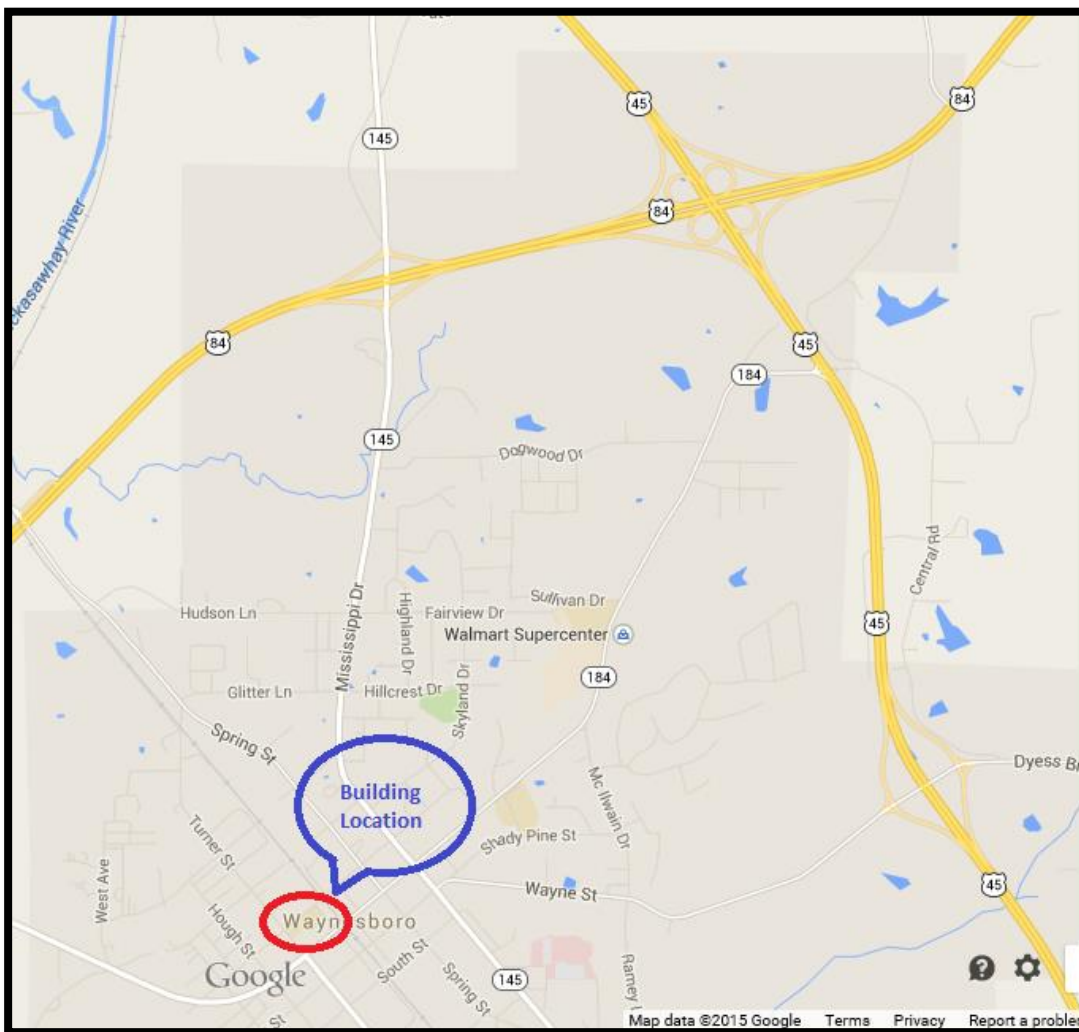 45
84
145
84
ckasawhay River
84
45
184
145
Dogwood Dr
Central Rd
Sullivan Dr
Hudson Ln
Fairview Dr
Highland Dr
Mississippi Dr
Walmart Supercenter
45
184
Glitter Ln
Hillcrest Dr
Skyland Dr
Spring St
Building
Location
Mc Ilwain Dr
Dyess B
Turner St
Shady Pine St
West Ave
Wayne St
45
Waynesboro
Hough St
South St
Google
Spring St
145
Ramey
Map data ©2015 Google Terms Privacy Report a proble